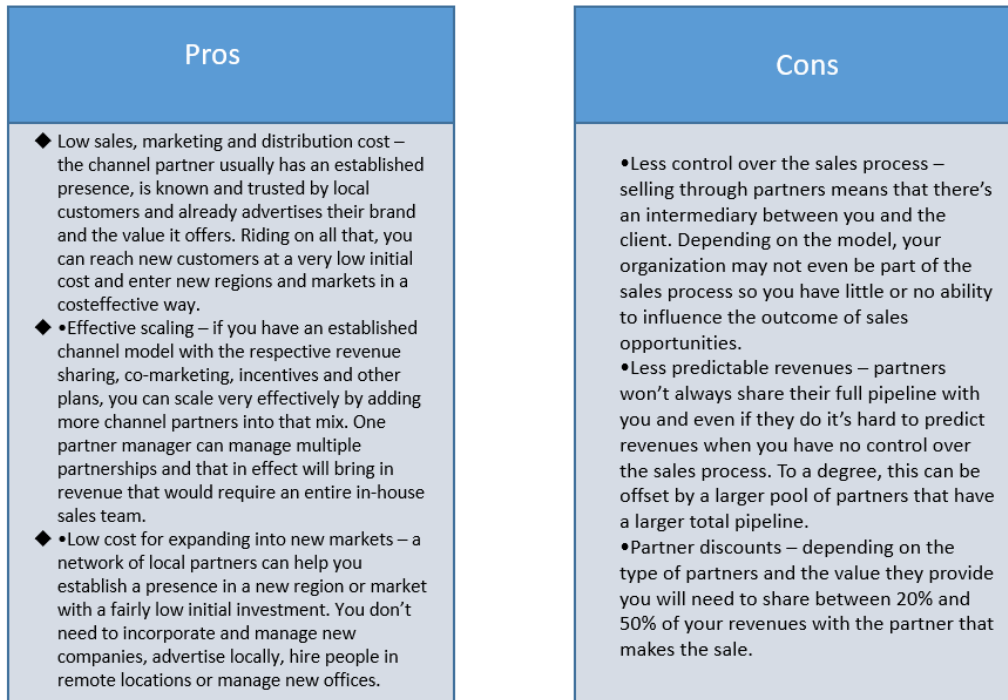 Pros
◆ Low sales, marketing and distribution cost –
the channel partner usually has an established
presence, is known and trusted by local
customers and already advertises their brand
and the value it offers. Riding on all that, you
can reach new customers at a very low initial
cost and enter new regions and markets in a
costeffective way.
◆ •Effective scaling – if you have an established
channel model with the respective revenue
sharing, co-marketing, incentives and other
plans, you can scale very effectively by adding
more channel partners into that mix. One
partner manager can manage multiple
partnerships and that in effect will bring in
revenue that would require an entire in-house
sales team.
◆ •Low cost for expanding into new markets – a
network of local partners can help you
establish a presence in a new region or market
with a fairly low initial investment. You don’t
need to incorporate and manage new
companies, advertise locally, hire people in
remote locations or manage new offices.
Cons
•Less control over the sales process –
selling through partners means that there’s
an intermediary between you and the
client. Depending on the model, your
organization may not even be part of the
sales process so you have little or no ability
to influence the outcome of sales
opportunities.
•Less predictable revenues – partners
won’t always share their full pipeline with
you and even if they do it’s hard to predict
revenues when you have no control over
the sales process. To a degree, this can be
offset by a larger pool of partners that have
a larger total pipeline.
•Partner discounts – depending on the
type of partners and the value they provide
you will need to share between 20% and
50% of your revenues with the partner that
makes the sale.